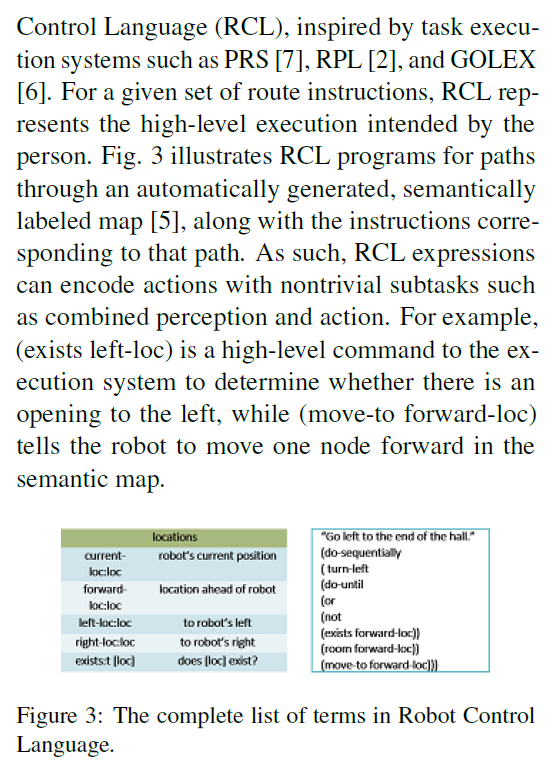 Control Language (RCL), inspired by task execu-
tion systems such as PRS [7], RPL [2], and GOLEX
[6]. For a given set of route instructions, RCL rep-
resents the high-level execution intended by the
person. Fig. 3 illustrates RCL programs for paths
through an automatically generated, semantically
labeled map [5], along with the instructions corre-
sponding to that path. As such, RCL expressions
can encode actions with nontrivial subtasks such
as combined perception and action. For example,
(exists left-loc) is a high-level command to the ex-
ecution system to determine whether there is an
opening to the left, while (move-to forward-loc)
tells the robot to move one node forward in the
semantic map.
locations
current-
loc:loc
robot's current position
forward-
loc:loc
location ahead of robot
left-loc:loc to robot's left
right-loc:loc to robot's right
exists:t [loc] does [loc] exist?
"Go left to the end of the hall."
(do-sequentially
( turn-left
(do-until
(or
(not
(exists forward-loc))
(room forward-loc))
(move-to forward-loc)))
Figure 3: The complete list of terms in Robot Control
Language.